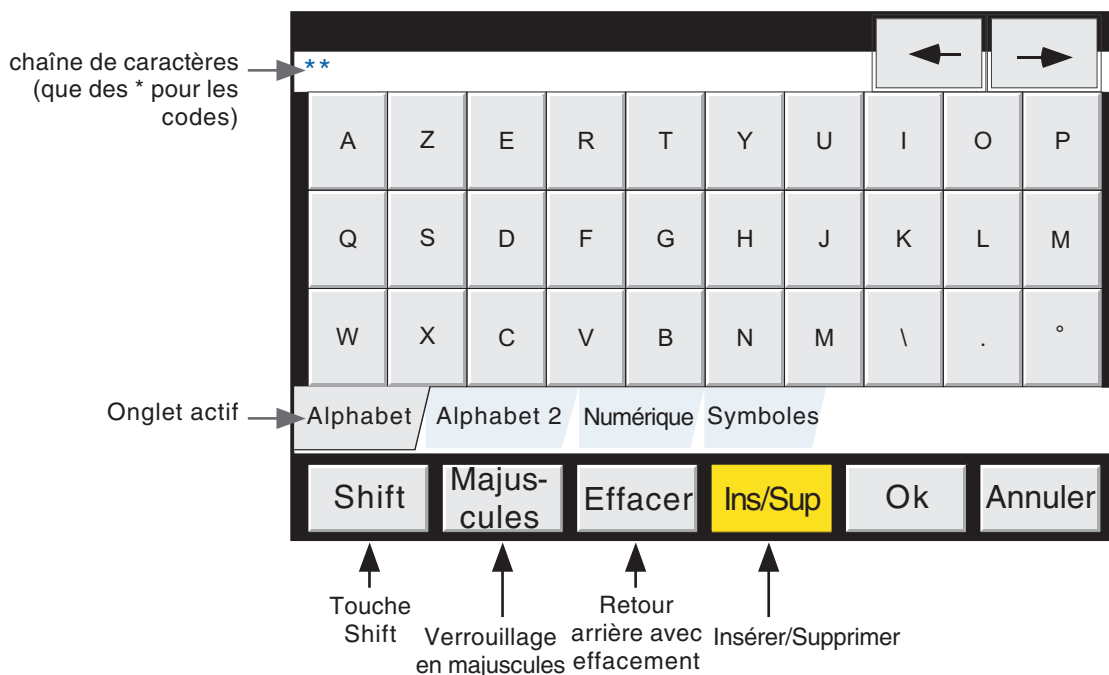 chaîne de caractères
(que des * pour les
codes)
**
A Z E R T Y U I O P
Q S D F G H J K L M
W X C V B N M \ . °
Onglet actif
Alphabet Alphabet 2 Numérique Symboles
Shift Majus-
cules Effacer Ins/Sup Ok Annuler
Touche
Shift
Verrouillage
en majuscules
Retour
arrière avec
effacement
Insérer/Supprimer